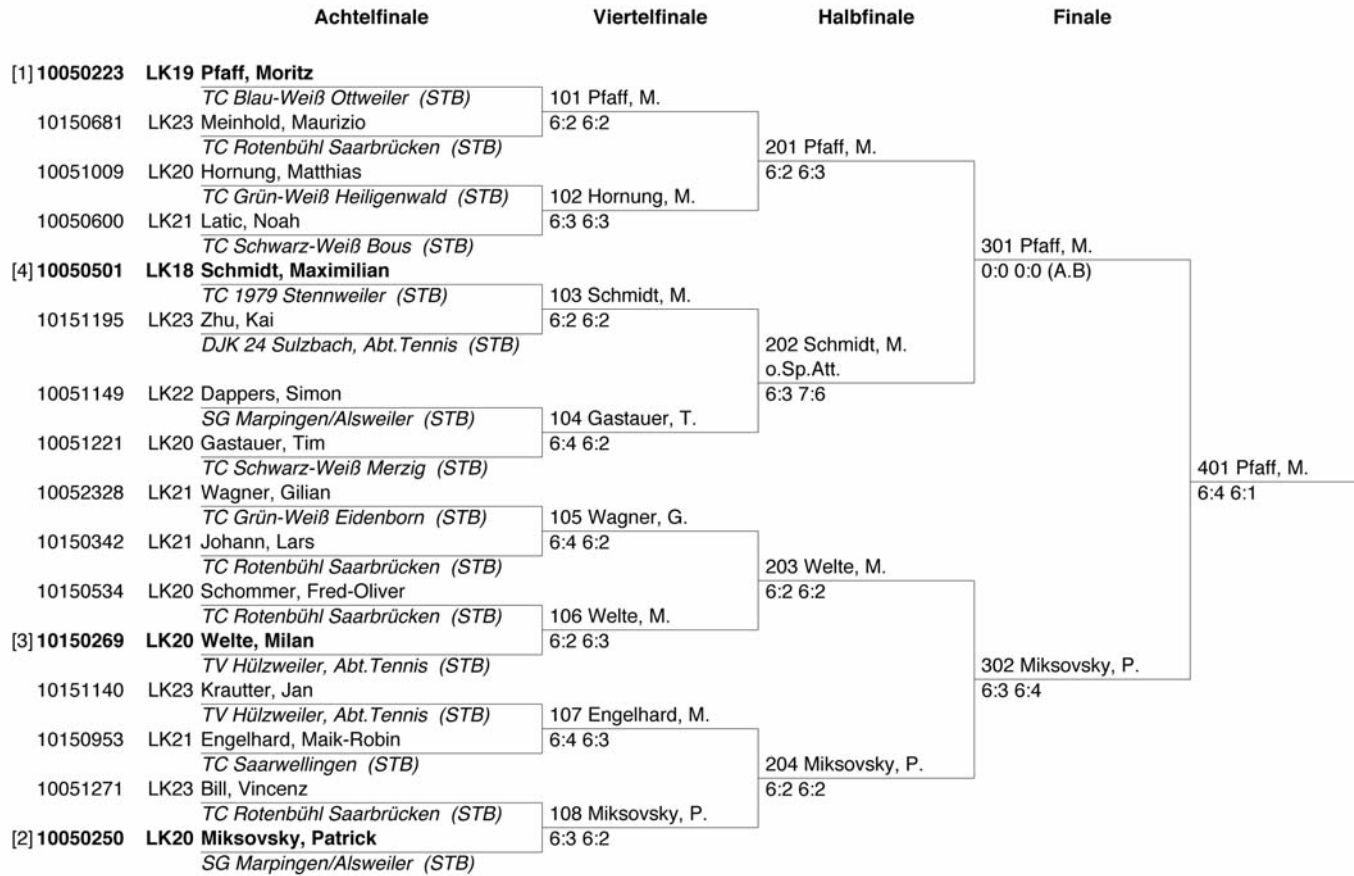 Achtelfinale Viertelfinale Halbfinale Finale
[1] 10050223 LK19 Pfaff, Moritz
TC Blau-Weiß Ottweiler (STB) 101 Pfaff, M.
10150681 LK23 Meinhold, Maurizio 6:2 6:2
TC Rotenbühl Saarbrücken (STB) 201 Pfaff, M.
10051009 LK20 Hornung, Matthias 6:2 6:3
TC Grün-Weiß Heiligenwald (STB) 102 Hornung, M.
10050600 LK21 Latic, Noah 6:3 6:3
TC Schwarz-Weiß Bous (STB) 301 Pfaff, M.
[4] 10050501 LK18 Schmidt, Maximilian 0:0 0:0 (A.B)
TC 1979 Stennweiler (STB) 103 Schmidt, M.
10151195 LK23 Zhu, Kai 6:2 6:2
DJK 24 Sulzbach, Abt.Tennis (STB) 202 Schmidt, M.
o.Sp.Att.
10051149 LK22 Dappers, Simon 6:3 7:6
SG Marpingen/Alsweiler (STB) 104 Gastauer, T.
10051221 LK20 Gastauer, Tim 6:4 6:2
TC Schwarz-Weiß Merzig (STB) 401 Pfaff, M.
10052328 LK21 Wagner, Gilian 6:4 6:1
TC Grün-Weiß Eidenborn (STB) 105 Wagner, G.
10150342 LK21 Johann, Lars 6:4 6:2
TC Rotenbühl Saarbrücken (STB) 203 Welte, M.
10150534 LK20 Schommer, Fred-Oliver 6:2 6:2
TC Rotenbühl Saarbrücken (STB) 106 Welte, M.
[3] 10150269 LK20 Welte, Milan 6:2 6:3
TV Hülzweiler, Abt.Tennis (STB) 302 Miksovsky, P.
10151140 LK23 Krautter, Jan 6:3 6:4
TV Hülzweiler, Abt.Tennis (STB) 107 Engelhard, M.
10150953 LK21 Engelhard, Maik-Robin 6:4 6:3
TC Saarwellingen (STB) 204 Miksovsky, P.
10051271 LK23 Bill, Vincenz 6:2 6:2
TC Rotenbühl Saarbrücken (STB) 108 Miksovsky, P.
[2] 10050250 LK20 Miksovsky, Patrick 6:3 6:2
SG Marpingen/Alsweiler (STB)